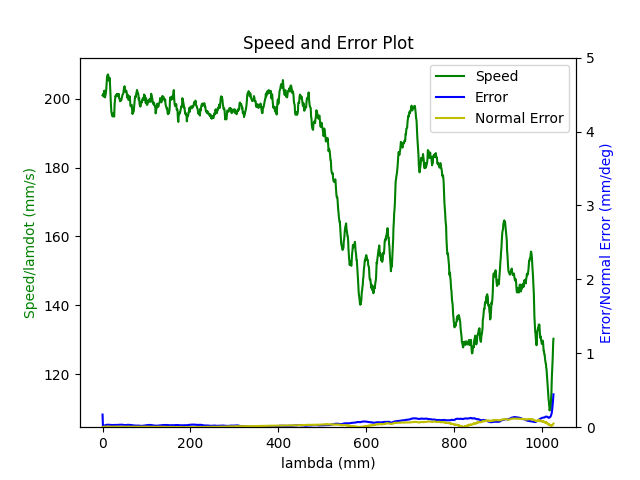 Speed and Error Plot
Speed
Error
Normal Error
Speed/lamdot (mm/s)
200
180
160
140
120
5
4
3
2
1
0
Error/Normal Error (mm/deg)
0
200
400
600
800
1000
lambda (mm)